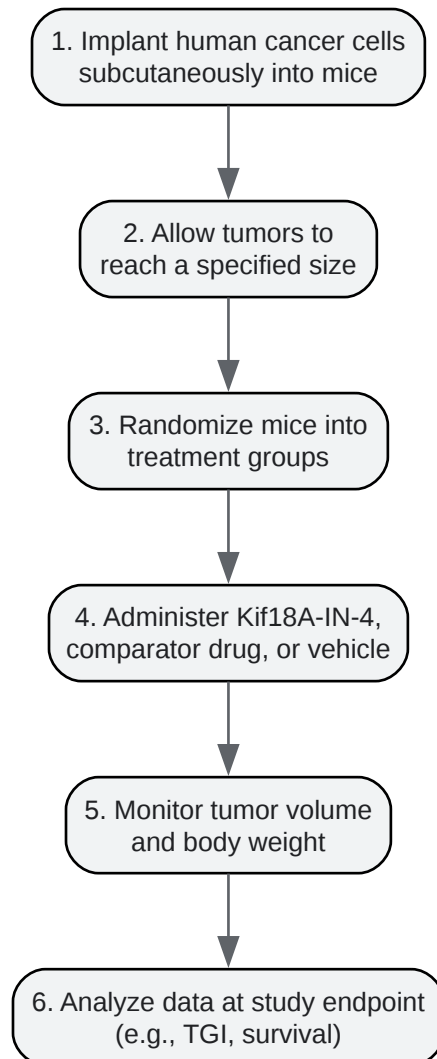 1. Implant human cancer cells
subcutaneously into mice
2. Allow tumors to
reach a specified size
3. Randomize mice into
treatment groups
4. Administer Kif18A-IN-4,
comparator drug, or vehicle
5. Monitor tumor volume
and body weight
6. Analyze data at study endpoint
(e.g., TGI, survival)